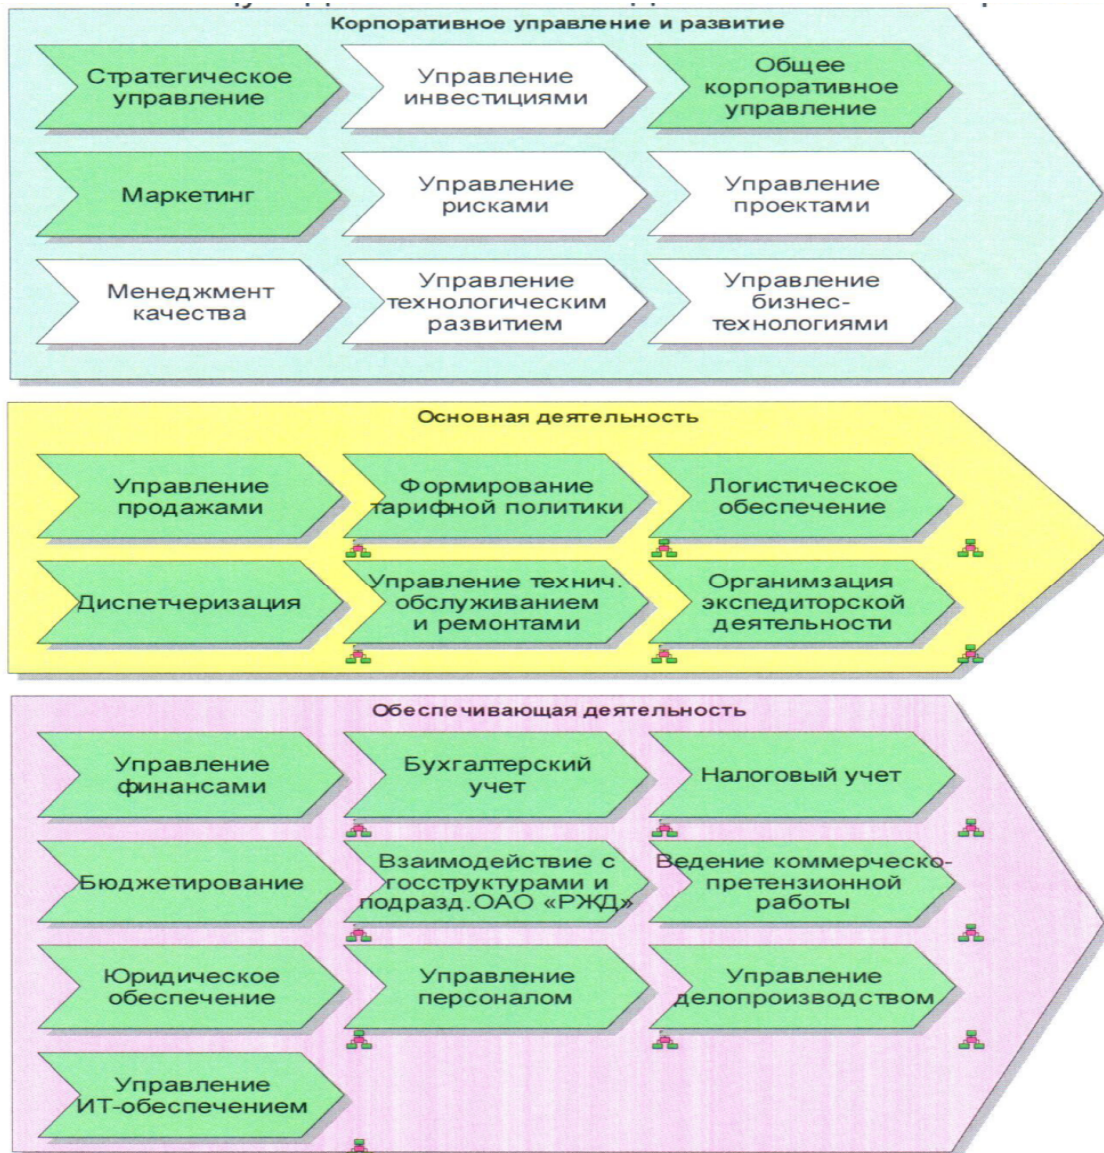 Корпоративное управление и развитие
Стратегическое
управление
Управление
инвестициями
Общее
корпоративное
управление
Маркетинг
Управление
рисками
Управление
проектами
Менеджмент
качества
Управление
технологическим
развитием
Управление
бизнес-
технологиями
Основная деятельность
Управление
продажами
Формирование
тарифной политики
Логистическое
обеспечение
Диспетчеризация
Управление технич.
обслуживанием
и ремонтами
Органимзация
экспедиторской
деятельности
Обеспечивающая деятельность
Управление
финансами
Бухгалтерский
учет
Налоговый учет
Бюджетирование
Взаимодействие с
госструктурами и
подразд.ОАО «РЖД»
Ведение коммерческо-
претензионной
работы
Юридическое
обеспечение
Управление
персоналом
Управление
делопроизводством
Управление
ИТ-обеспечением